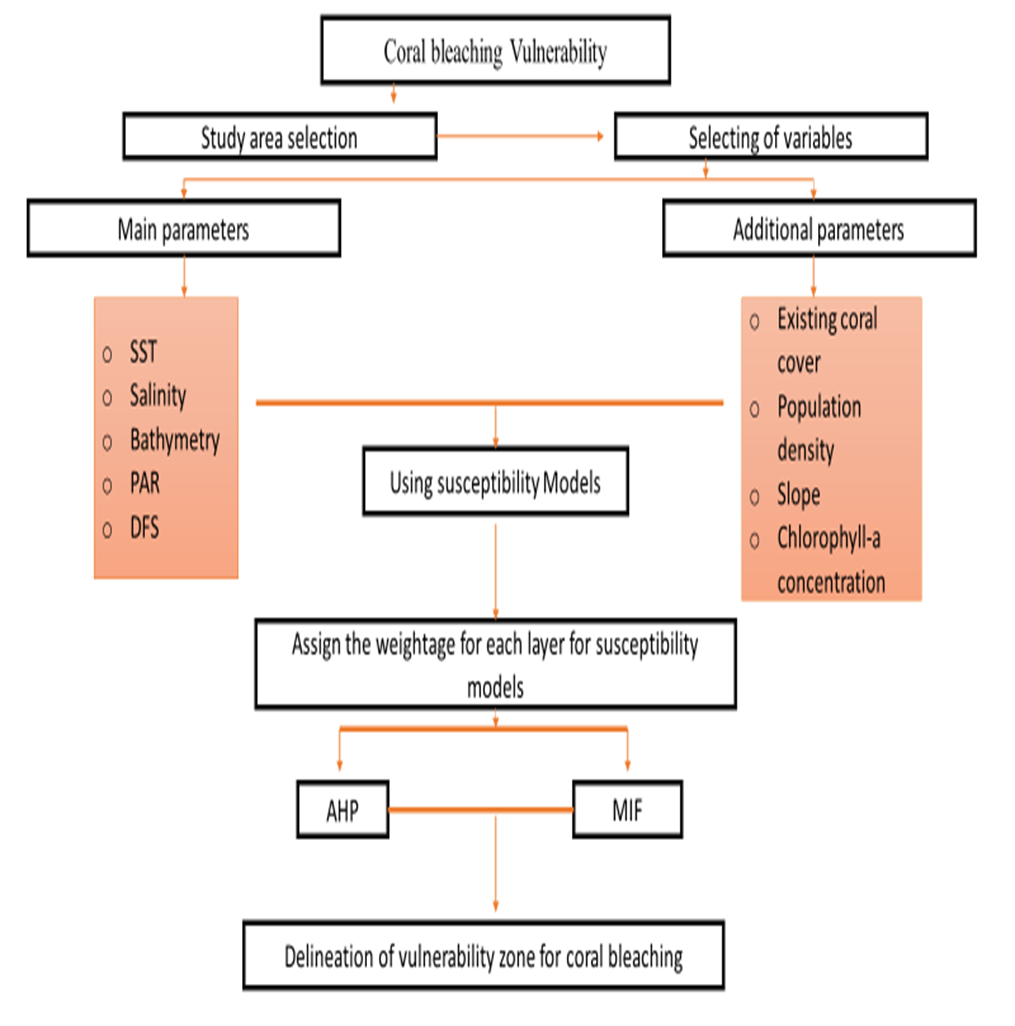 Coral bleaching Vulnerability
Study area selection
Selecting of variables
Main parameters
Additional parameters
SST
Salinity
Bathymetry
PAR
DFS
Existing coral
cover
Population
density
Slope
Chlorophyll-a
concentration
Using susceptibility Models
Assign the weightage for each layer for susceptibility
models
AHP
MIF
Delineation of vulnerability zone for coral bleaching